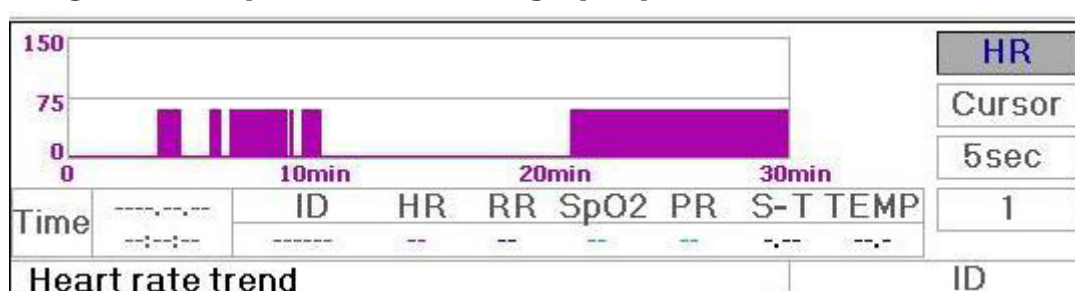 150
75
0
0 10min 20min 30min
HR
Cursor
5sec
1
Time ----.--.-- ID HR RR SpO2 PR S-T TEMP
--:--:-- ------ -- -- -- -- -.-- --.-
Heart rate trend ID